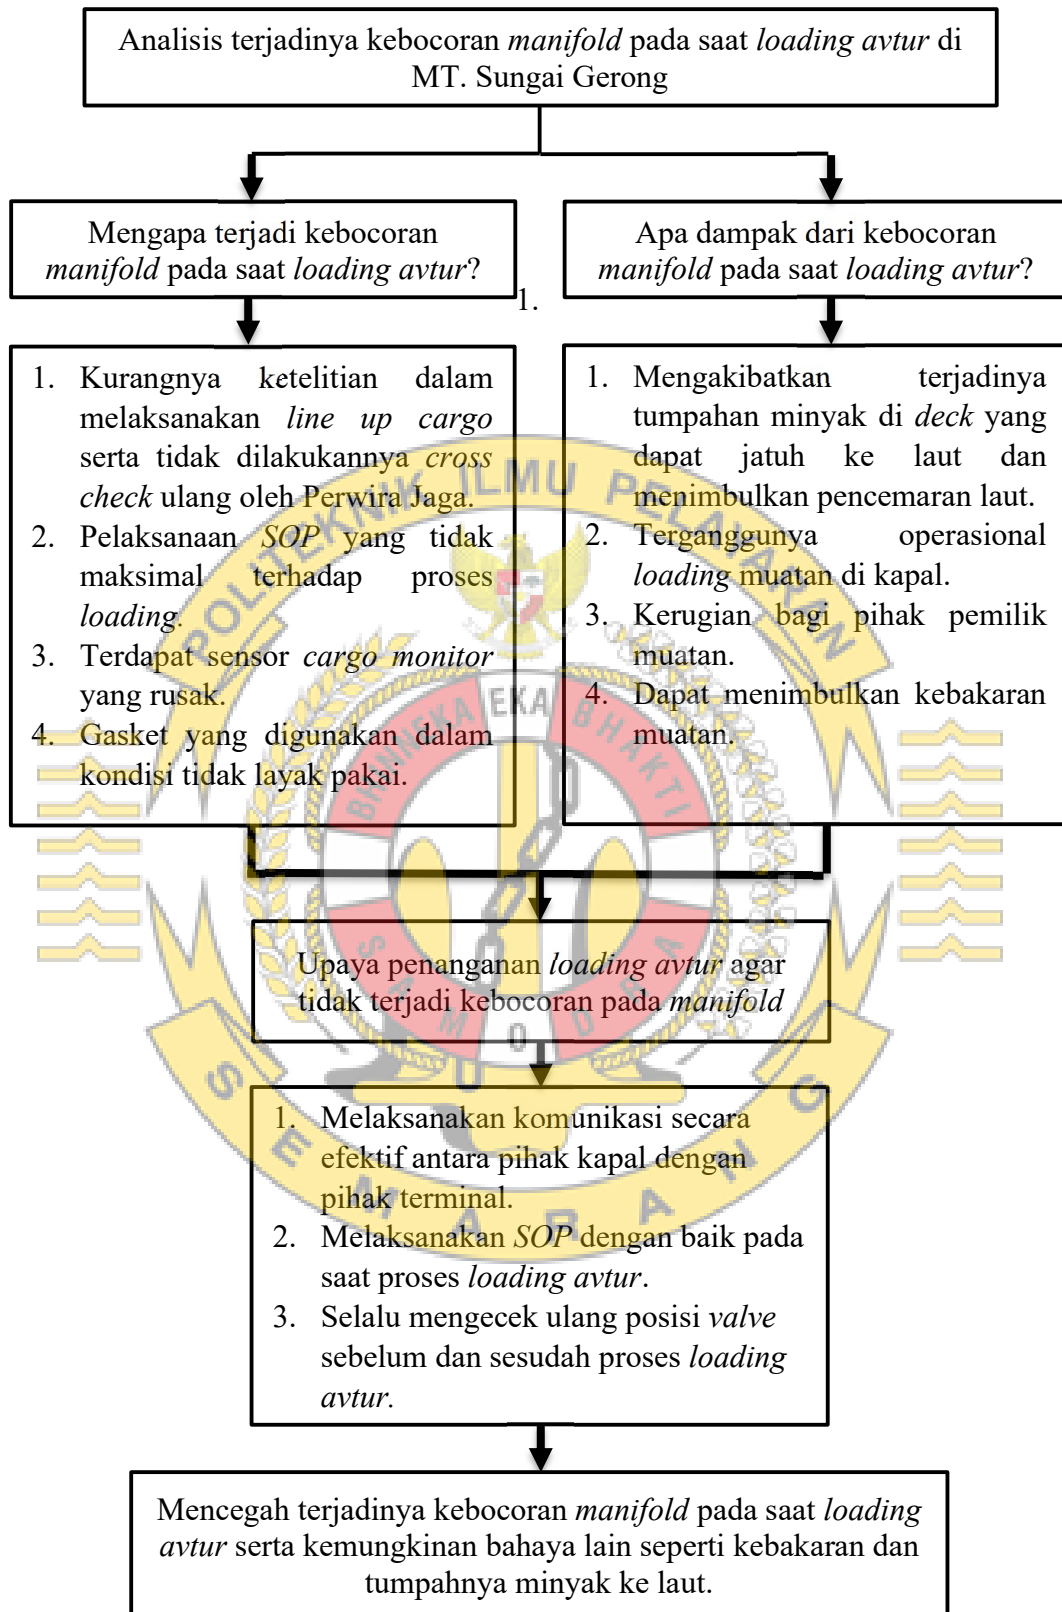 Analisis terjadinya kebocoran manifold pada saat loading avtur di
MT. Sungai Gerong
Mengapa terjadi kebocoran
manifold pada saat loading avtur?
Apa dampak dari kebocoran
manifold pada saat loading avtur?
1.
1. Kurangnya ketelitian dalam
melaksanakan line up cargo
serta tidak dilakukannya cross
check ulang oleh Perwira Jaga.
2. Pelaksanaan SOP yang tidak
maksimal terhadap proses
loading.
3. Terdapat sensor cargo monitor
yang rusak.
4. Gasket yang digunakan dalam
kondisi tidak layak pakai.
1. Mengakibatkan terjadinya
tumpahan minyak di deck yang
dapat jatuh ke laut dan
menimbulkan pencemaran laut.
2. Terganggunya operasional
loading muatan di kapal.
3. Kerugian bagi pihak pemilik
muatan.
4. Dapat menimbulkan kebakaran
muatan.
Upaya penanganan loading avtur agar
tidak terjadi kebocoran pada manifold
1. Melaksanakan komunikasi secara
efektif antara pihak kapal dengan
pihak terminal.
2. Melaksanakan SOP dengan baik pada
saat proses loading avtur.
3. Selalu mengecek ulang posisi valve
sebelum dan sesudah proses loading
avtur.
Mencegah terjadinya kebocoran manifold pada saat loading
avtur serta kemungkinan bahaya lain seperti kebakaran dan
tumpahnya minyak ke laut.
POLITEKNIK ILMU PELAYARAN
BHINNEKA EKA BHAKTI
SAMODRA
SEMARANG